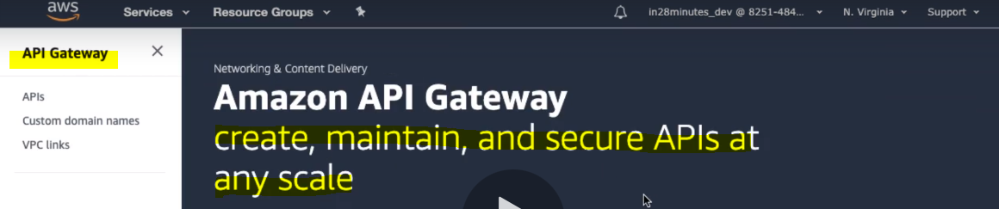 aws
Services Resource Groups in28minutes_dev @ 8251-484... N. Virginia Support
API Gateway
APIs
Custom domain names
VPC links
Networking & Content Delivery
Amazon API Gateway
create, maintain, and secure APIs at
any scale